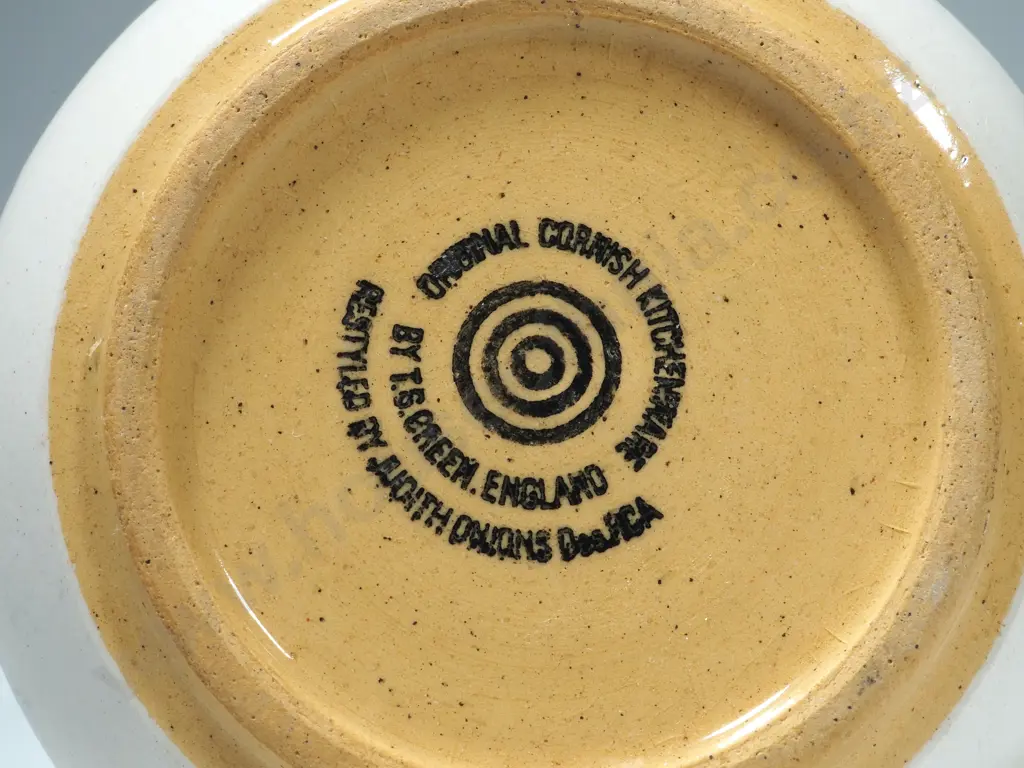 ORIGINAL CORNISH KITCHENWARE
BY T.S. GREEN. ENGLAND
RESTYLED BY JUDITH ONIONS Des.RCA